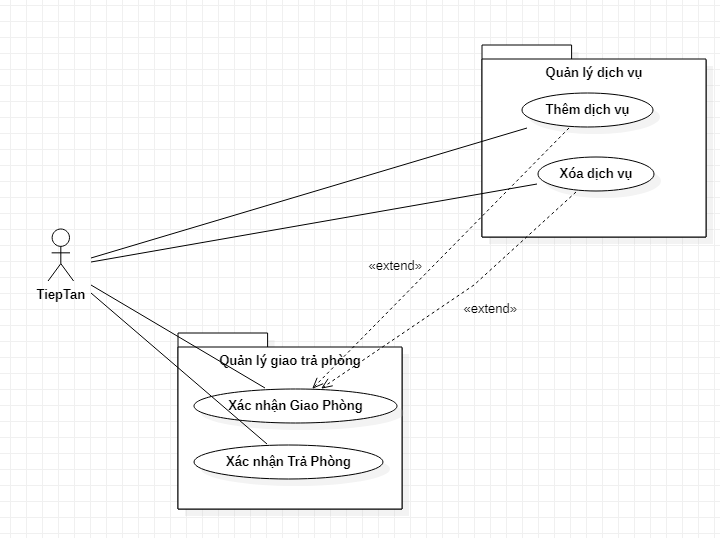 Quản lý dịch vụ
Thêm dịch vụ
Xóa dịch vụ
«extend»
TiepTan
«extend»
Quản lý giao trả phòng
Xác nhận Giao Phòng
Xác nhận Trả Phòng